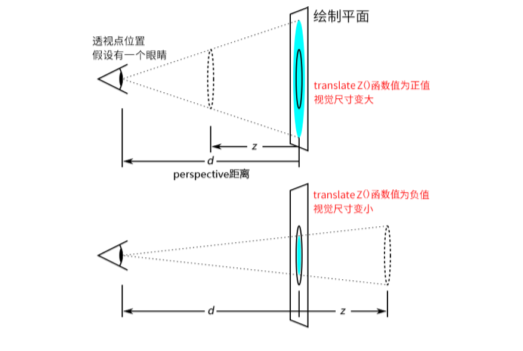 绘制平面
透视点位置
假设有一个眼睛
translateZ()函数值为正值
视觉尺寸变大
z
d
perspective距离
translateZ()函数值为负值
视觉尺寸变小
d
z